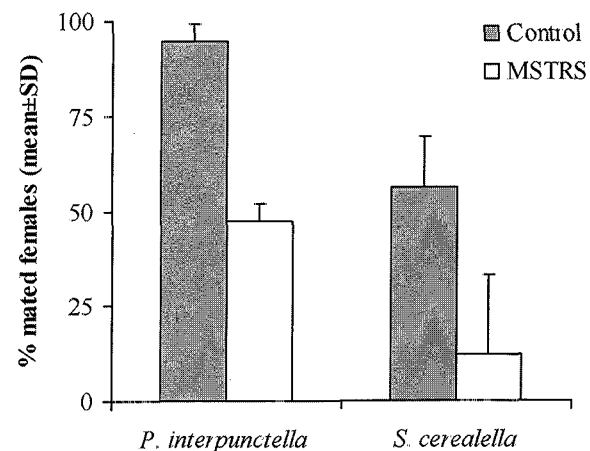 % mated females (mean±SD)
100
75
50
25
0
Control
MSTRS
P. interpunctella
S. cerealella